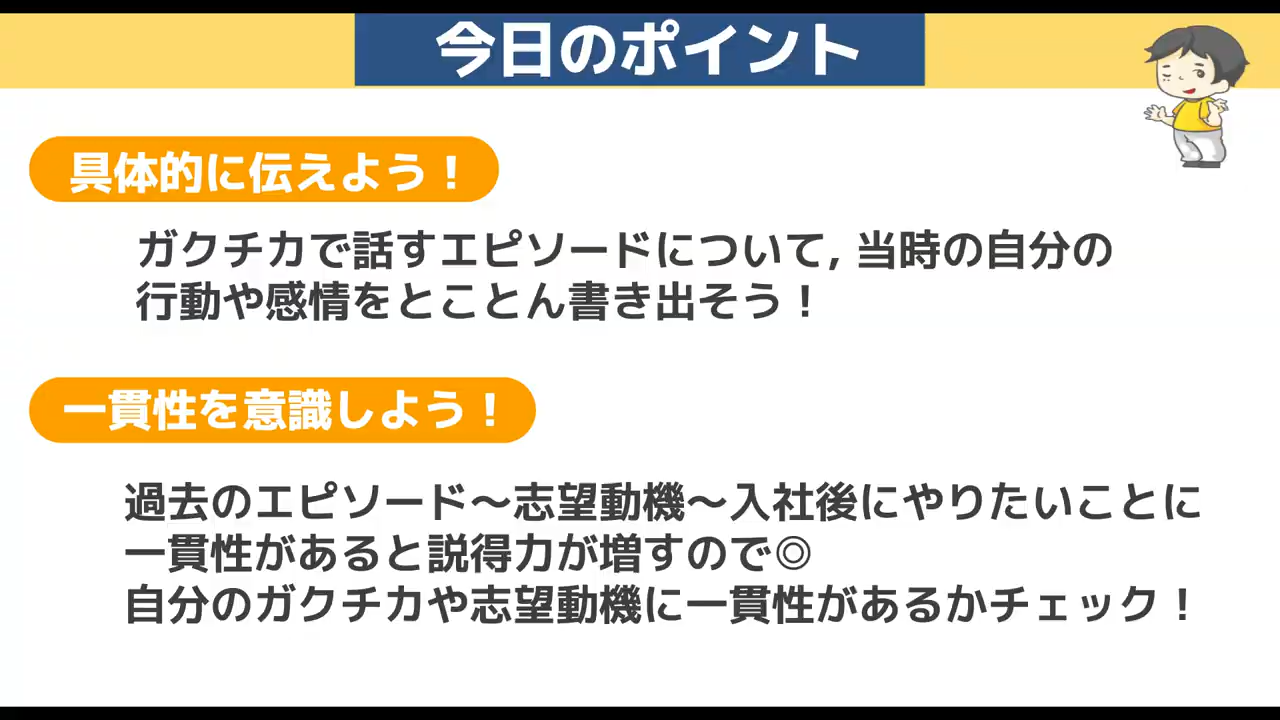 今日のポイント
具体的に伝えよう！
ガクチカで話すエピソードについて, 当時の自分の
行動や感情をとことん書き出そう！
一貫性を意識しよう！
過去のエピソード～志望動機～入社後にやりたいことに
一貫性があると説得力が増すので◎
自分のガクチカや志望動機に一貫性があるかチェック！